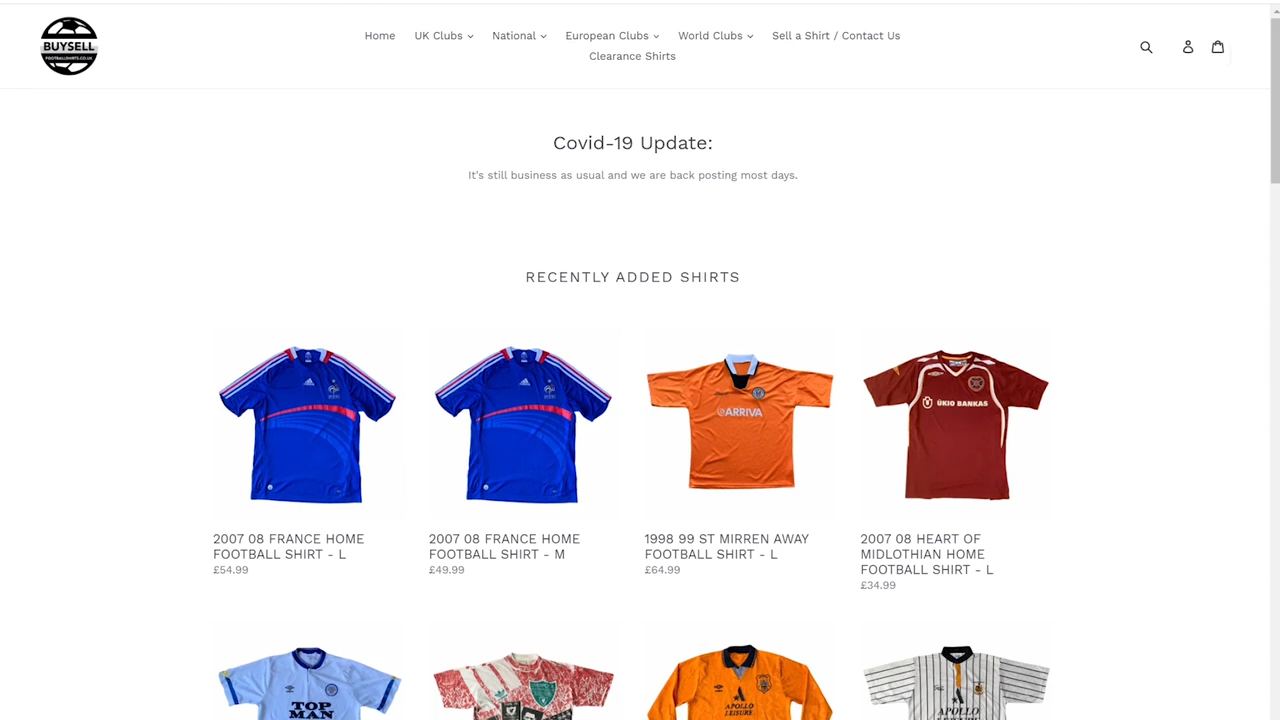 BUYSELL
FOOTBALLSHIRTS.CO.UK
Home UK Clubs National European Clubs World Clubs Sell a Shirt / Contact Us
Clearance Shirts
Covid-19 Update:
It's still business as usual and we are back posting most days.
RECENTLY ADDED SHIRTS
adidas
adidas
ARRIVA
ŪKIO BANKAS
2007 08 FRANCE HOME
FOOTBALL SHIRT - L
£54.99
2007 08 FRANCE HOME
FOOTBALL SHIRT - M
£49.99
1998 99 ST MIRREN AWAY
FOOTBALL SHIRT - L
£64.99
2007 08 HEART OF
MIDLOTHIAN HOME
FOOTBALL SHIRT - L
£34.99
TOP
MAN
APOLLO
LEISURE
APOLLO
LEISURE